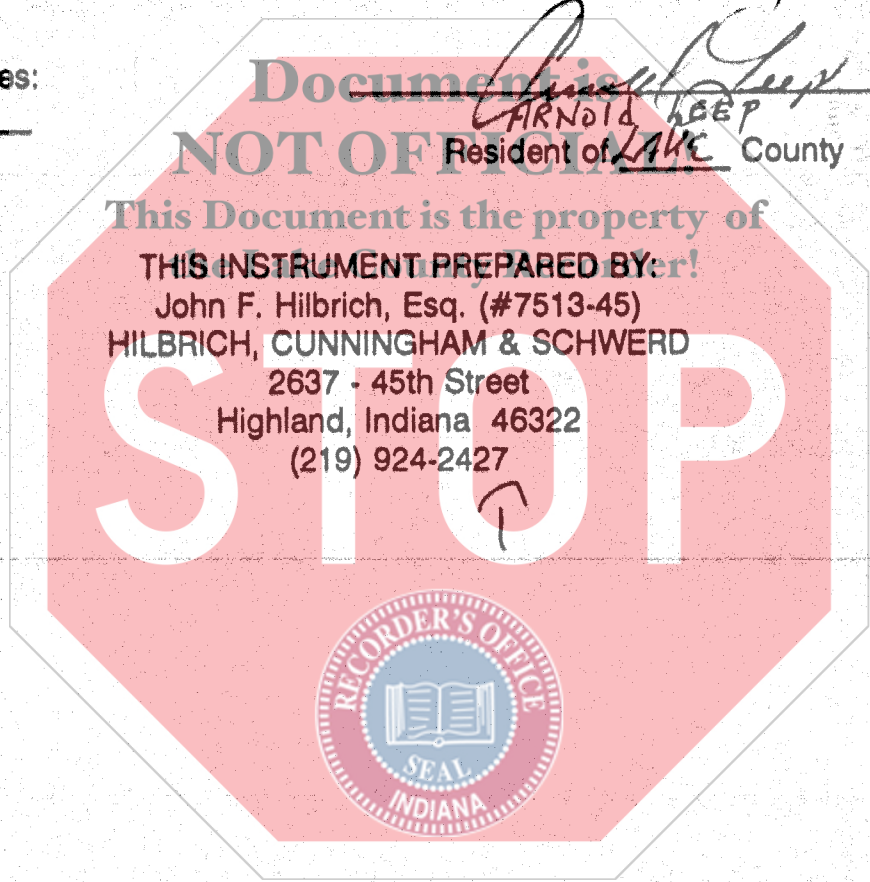 es:
Document is
ARNOLD LEEP
NOT OFFICIAL!
Resident of LAKE County
This Document is the property of
the Lake County Recorder!
THIS INSTRUMENT PREPARED BY:
John F. Hilbrich, Esq. (#7513-45)
HILBRICH, CUNNINGHAM & SCHWERD
2637 - 45th Street
Highland, Indiana 46322
(219) 924-2427
STOP
RECORDER'S OFFICE
SEAL
INDIANA